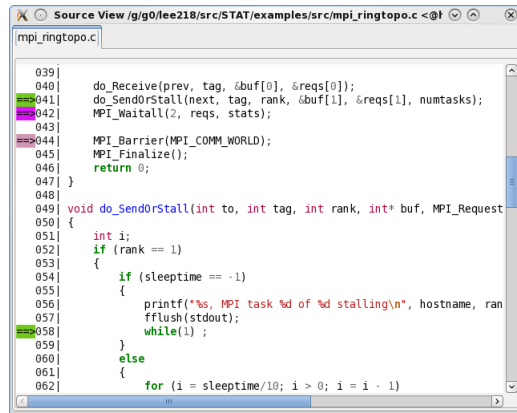 Source View /g/g0/lee218/src/STAT/examples/src/mpi_ringtopo.c <@h
mpi_ringtopo.c
039|
040|     do_Receive(prev, tag, &buf[0], &reqs[0]);
==>041|     do_SendOrStall(next, tag, rank, &buf[1], &reqs[1], numtasks);
==>042|     MPI_Waitall(2, reqs, stats);
043|
==>044|     MPI_Barrier(MPI_COMM_WORLD);
045|     MPI_Finalize();
046|     return 0;
047| }
048|
049| void do_SendOrStall(int to, int tag, int rank, int* buf, MPI_Request
050| {
051|     int i;
052|     if (rank == 1)
053|     {
054|         if (sleeptime == -1)
055|         {
056|             printf("%s, MPI task %d of %d stalling\n", hostname, ran
057|             fflush(stdout);
==>058|             while(1) ;
059|         }
060|         else
061|         {
062|             for (i = sleeptime/10; i > 0; i = i - 1)